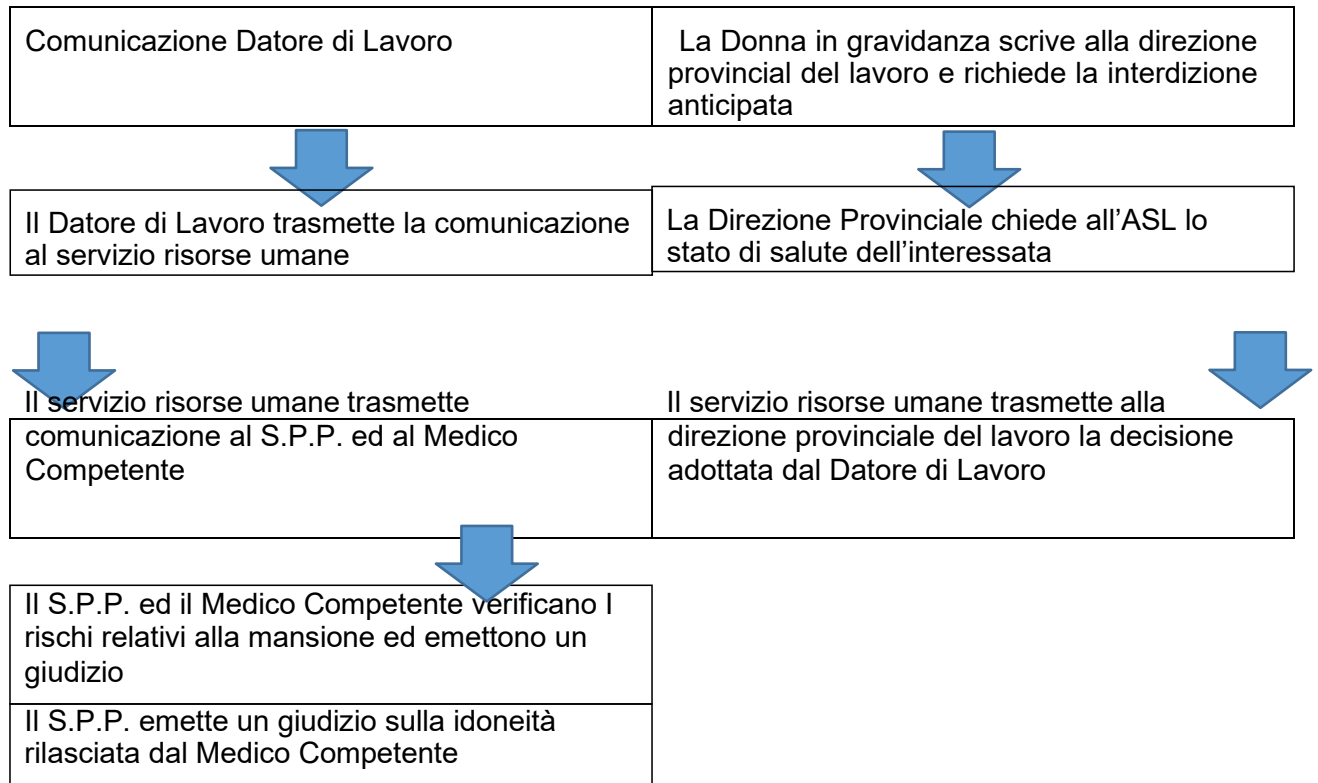 Comunicazione Datore di Lavoro
La Donna in gravidanza scrive alla direzione
provincial del lavoro e richiede la interdizione
anticipata
Il Datore di Lavoro trasmette la comunicazione
al servizio risorse umane
La Direzione Provinciale chiede all’ASL lo
stato di salute dell’interessata
Il servizio risorse umane trasmette
comunicazione al S.P.P. ed al Medico
Competente
Il servizio risorse umane trasmette alla
direzione provinciale del lavoro la decisione
adottata dal Datore di Lavoro
Il S.P.P. ed il Medico Competente verificano I
rischi relativi alla mansione ed emettono un
giudizio
Il S.P.P. emette un giudizio sulla idoneità
rilasciata dal Medico Competente